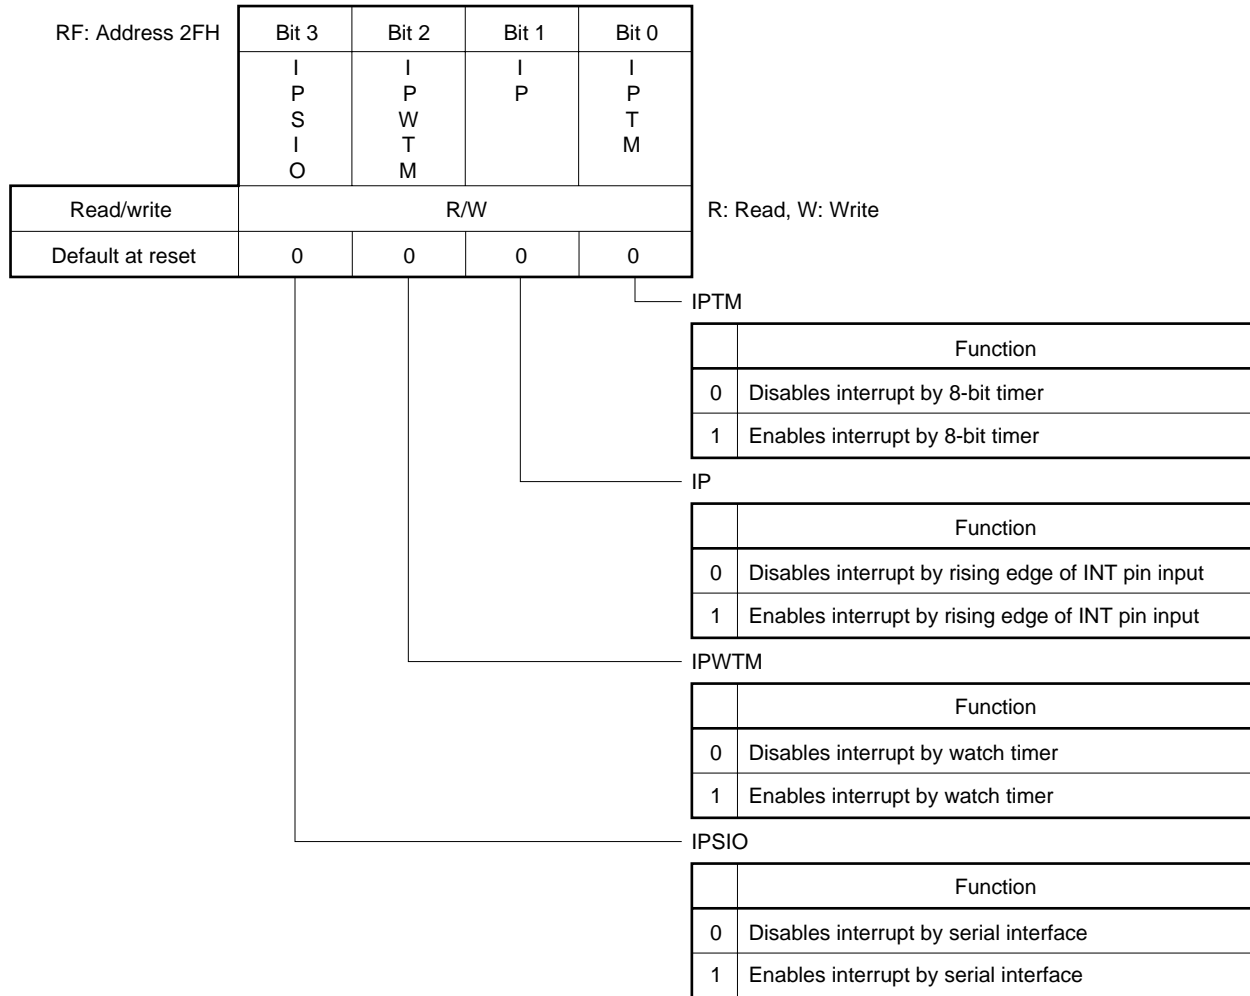 RF: Address 2FH Bit 3 Bit 2 Bit 1 Bit 0
IPSIO IPWTM IP IPTM
Read/write R/W R: Read, W: Write
Default at reset 0 0 0 0
IPTM
Function
0 Disables interrupt by 8-bit timer
1 Enables interrupt by 8-bit timer
IP
Function
0 Disables interrupt by rising edge of INT pin input
1 Enables interrupt by rising edge of INT pin input
IPWTM
Function
0 Disables interrupt by watch timer
1 Enables interrupt by watch timer
IPSIO
Function
0 Disables interrupt by serial interface
1 Enables interrupt by serial interface